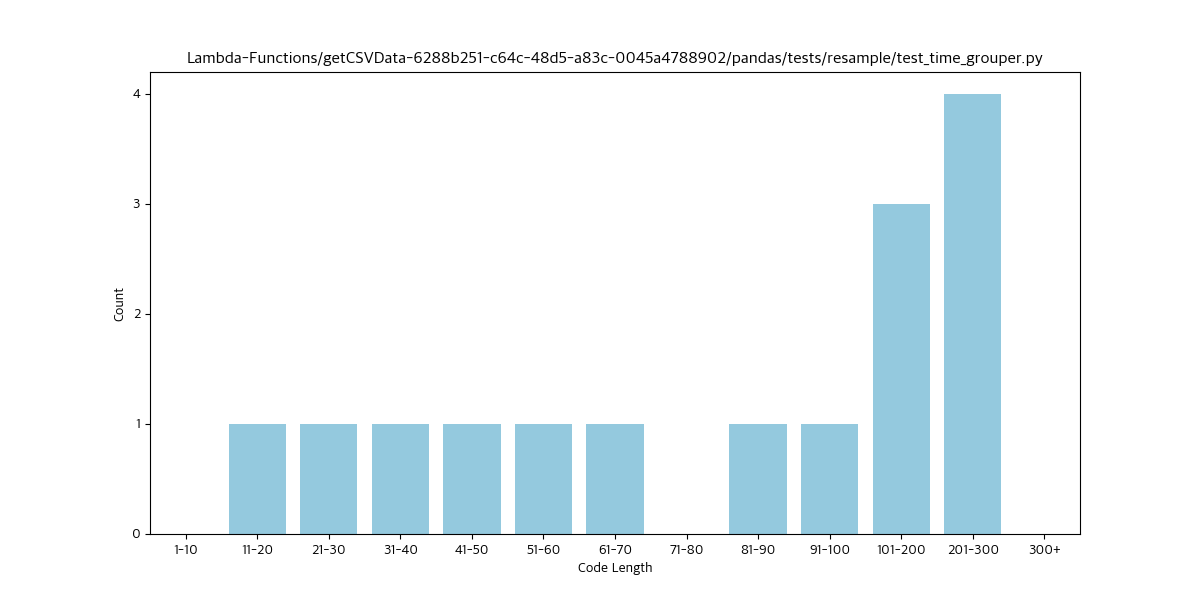 Lambda-Functions/getCSVData-6288b251-c64c-48d5-a83c-0045a4788902/pandas/tests/resample/test_time_grouper.py
4
3
2
1
0
Count
1-10 11-20 21-30 31-40 41-50 51-60 61-70 71-80 81-90 91-100 101-200 201-300 300+
Code Length